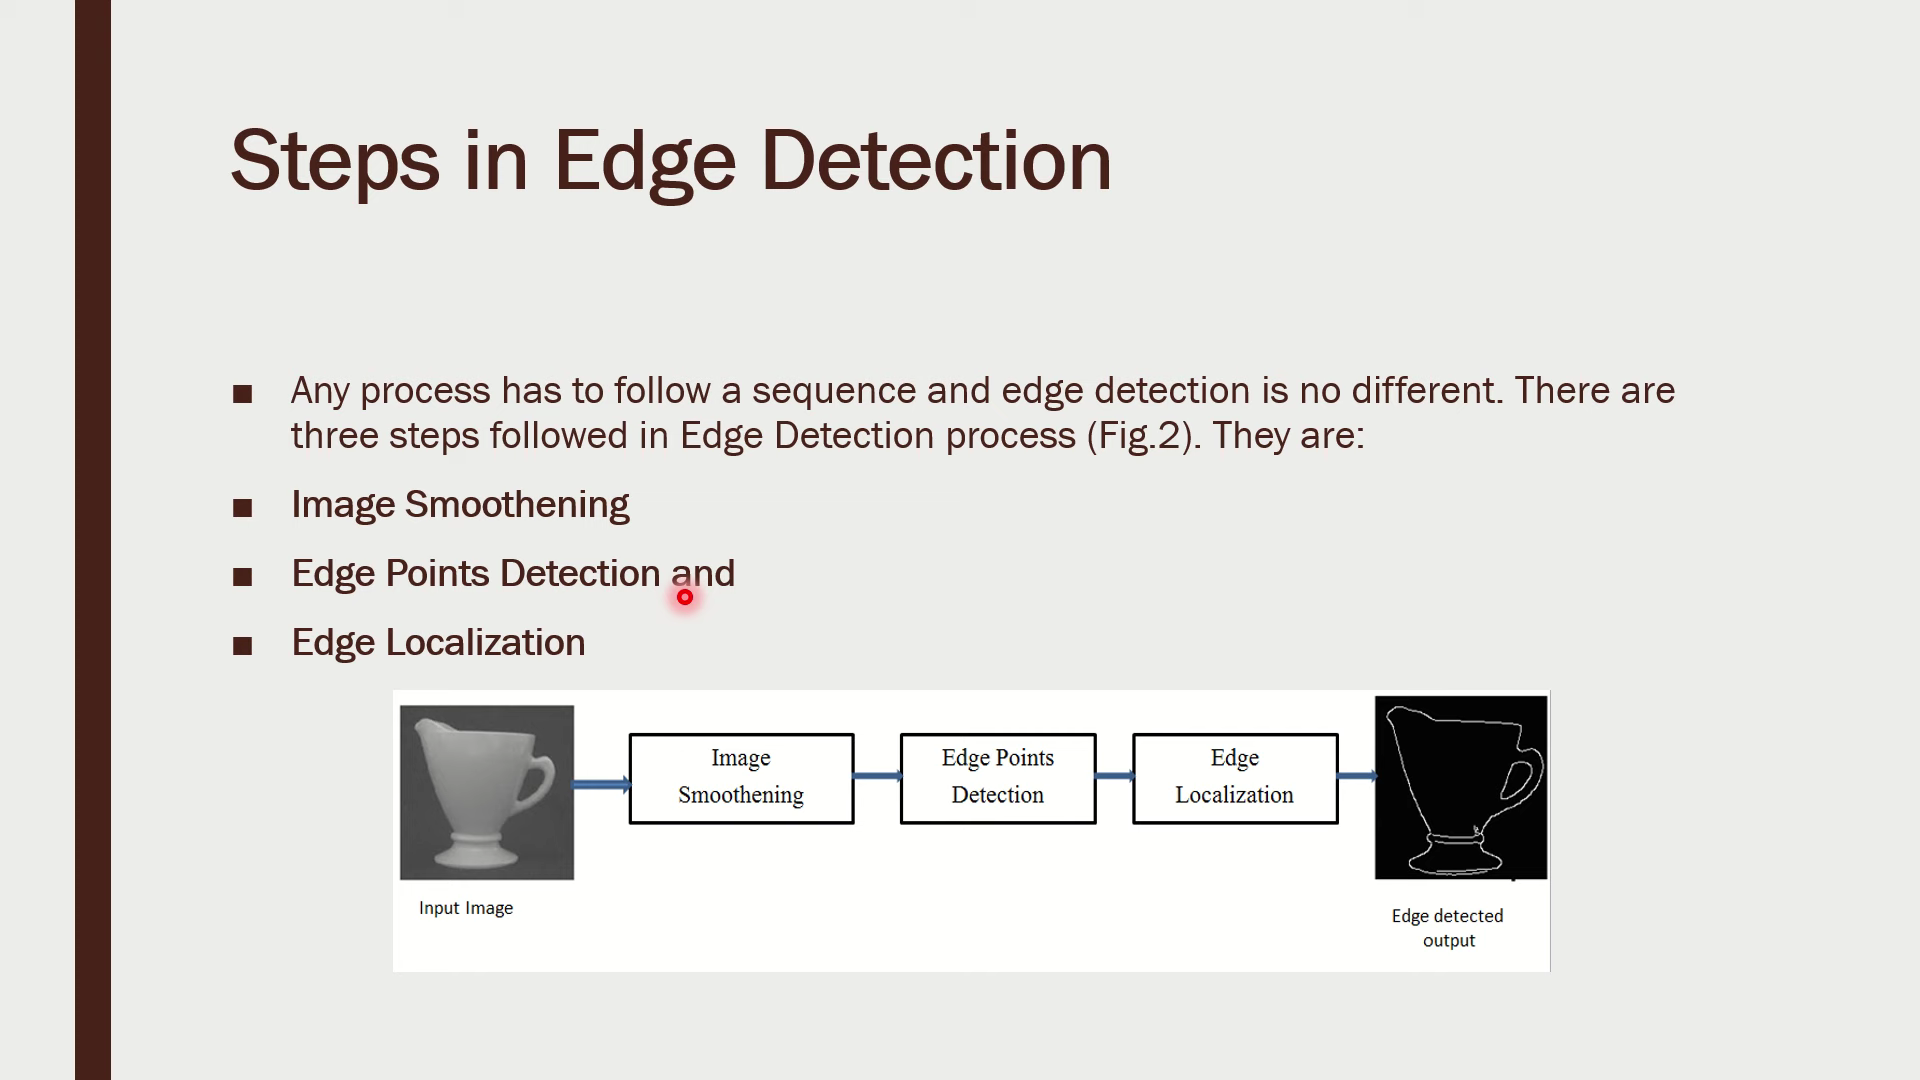 Steps in Edge Detection
Any process has to follow a sequence and edge detection is no different. There are
three steps followed in Edge Detection process (Fig.2). They are:
Image Smoothening
Edge Points Detection and
Edge Localization
Image
Smoothening
Edge Points
Detection
Edge
Localization
Input Image
Edge detected
output